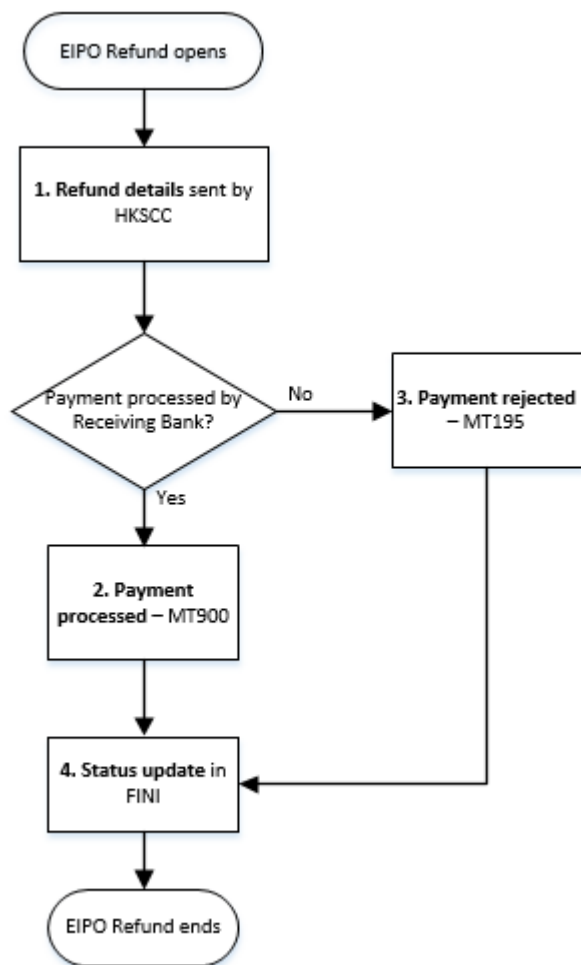 EIPO Refund opens
1. Refund details sent by
HKSCC
Payment processed by
Receiving Bank?
No
3. Payment rejected
– MT195
Yes
2. Payment
processed – MT900
4. Status update in
FINI
EIPO Refund ends